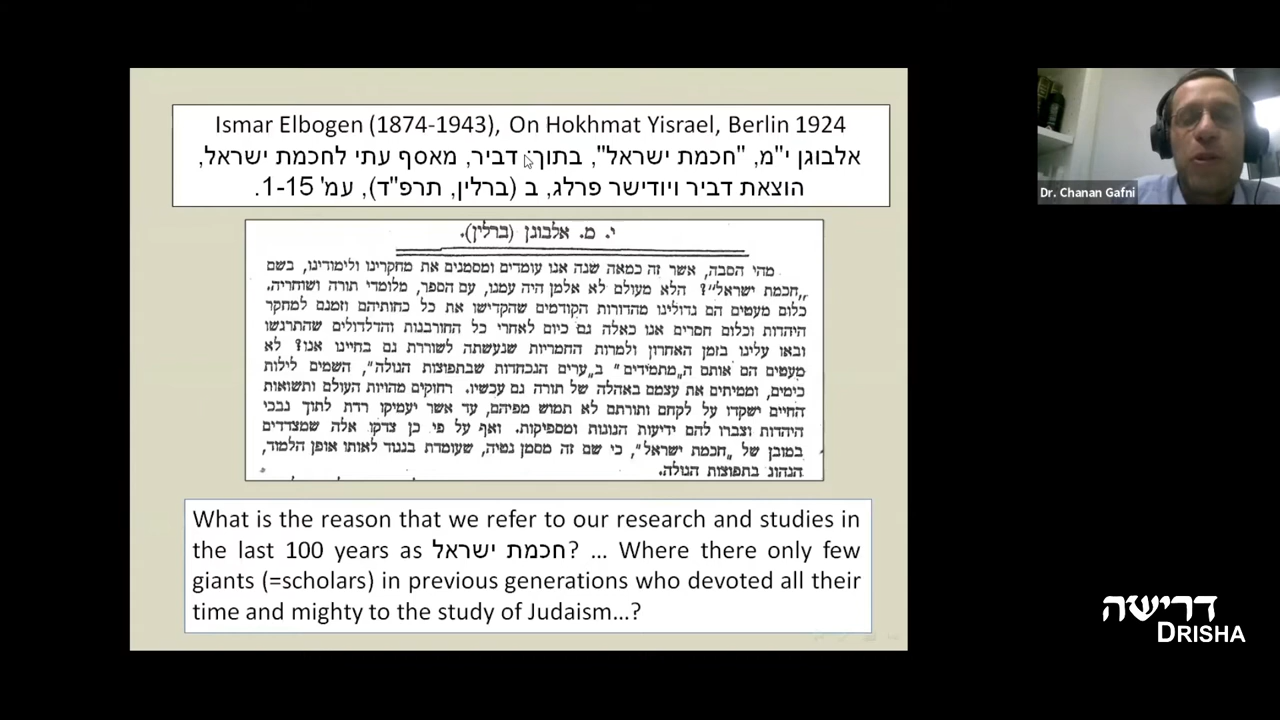 Ismar Elbogen (1874-1943), On Hokhmat Yisrael, Berlin 1924
אלבוגן י"מ, "חכמת ישראל", בתוך: דביר, מאסף עתי לחכמת ישראל,
הוצאת דביר ויודישר פרלג, ב (ברלין, תרפ"ד), עמ' 1-15.
י. מ. אלבוגן (ברלין).
מהי הסבה, אשר זה כמאה שנה אנו עומדים ומסמנים את מחקרינו ולימודינו, בשם
„חכמת ישראל"? הלא מעולם לא אלמן היה עמנו, עם הספר, מלומדי תורה ושוחריה.
כלום מעטים הם גדולינו מהדורות הקודמים שהקדישו את כל כחותיהם וזמנם למחקר
היהדות וכלום חסרים אנו כאלה גם כיום לאחרי כל החורבנות והדלדולים שהתרגשו
ובאו עלינו בזמן האחרון ולמרות החמריות שנעשתה לשוררת גם בחיינו אנו? לא
מעטים הם אותם ה„מתמידים" ב„ערים הנכחדות שבתפוצות הגולה", השמים לילות
כימים, וממיתים את עצמם באהלה של תורה גם עכשיו. רחוקים מהויות העולם ותשואות
החיים ישקדו על לקחם ותורתם לא תמוש מפיהם, עד אשר יעמיקו רדת לתוך נבכי
היהדות וצברו להם ידיעות הגונות ומספיקות. ואף על פי כן צדקו אלה שמצדדים
במובן של „חכמת ישראל", כי שם זה מסמן נטיה, שעומדת בנגוד לאותו אופן הלמוד,
הנהוג בתפוצות הגולה.
What is the reason that we refer to our research and studies in
the last 100 years as חכמת ישראל? ... Where there only few
giants (=scholars) in previous generations who devoted all their
time and mighty to the study of Judaism...?
Dr. Chanan Gafni
דרישה
DRISHA